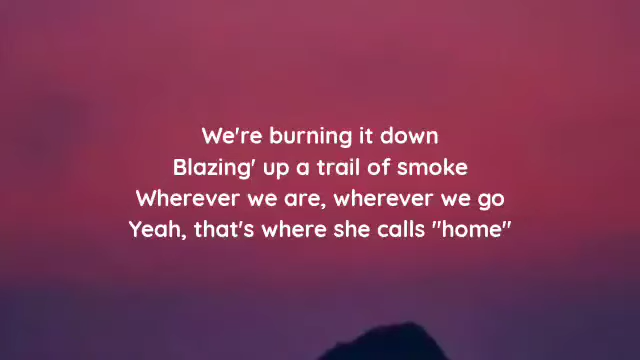 We're burning it down
Blazing' up a trail of smoke
Wherever we are, wherever we go
Yeah, that's where she calls "home"